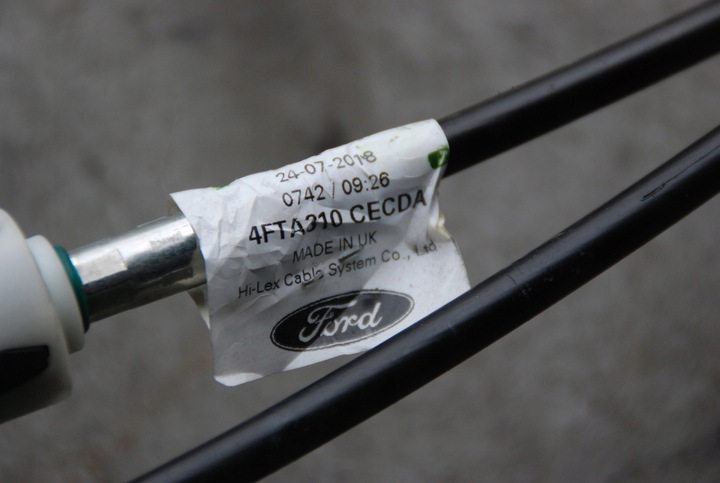 24-07-2018
0742 / 09:26
4FTA310 CECDA
MADE IN UK
Hi-Lex Cable System Co., Ltd
Ford